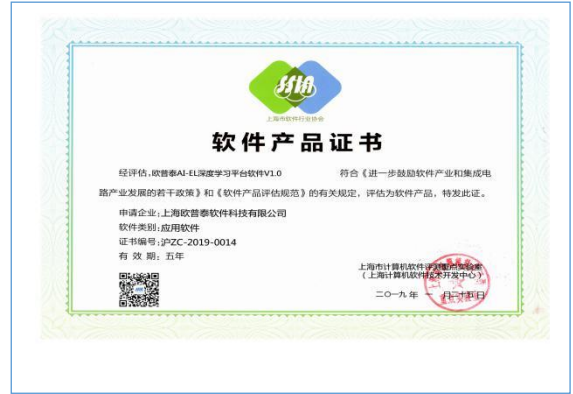 SSIA
上海市软件行业协会
软件产品证书
经评估,欧普泰AI-EL深度学习平台软件V1.0 符合《进一步鼓励软件产业和集成电
路产业发展的若干政策》和《软件产品评估规范》的有关规定，评估为软件产品，特发此证。
申请企业:上海欧普泰软件科技有限公司
软件类别:应用软件
证书编号:沪ZC-2019-0014
有 效 期: 五年
上海市计算机软件评测重点实验室
（上海计算机软件技术开发中心）
二〇一九 年 一 月二十五日